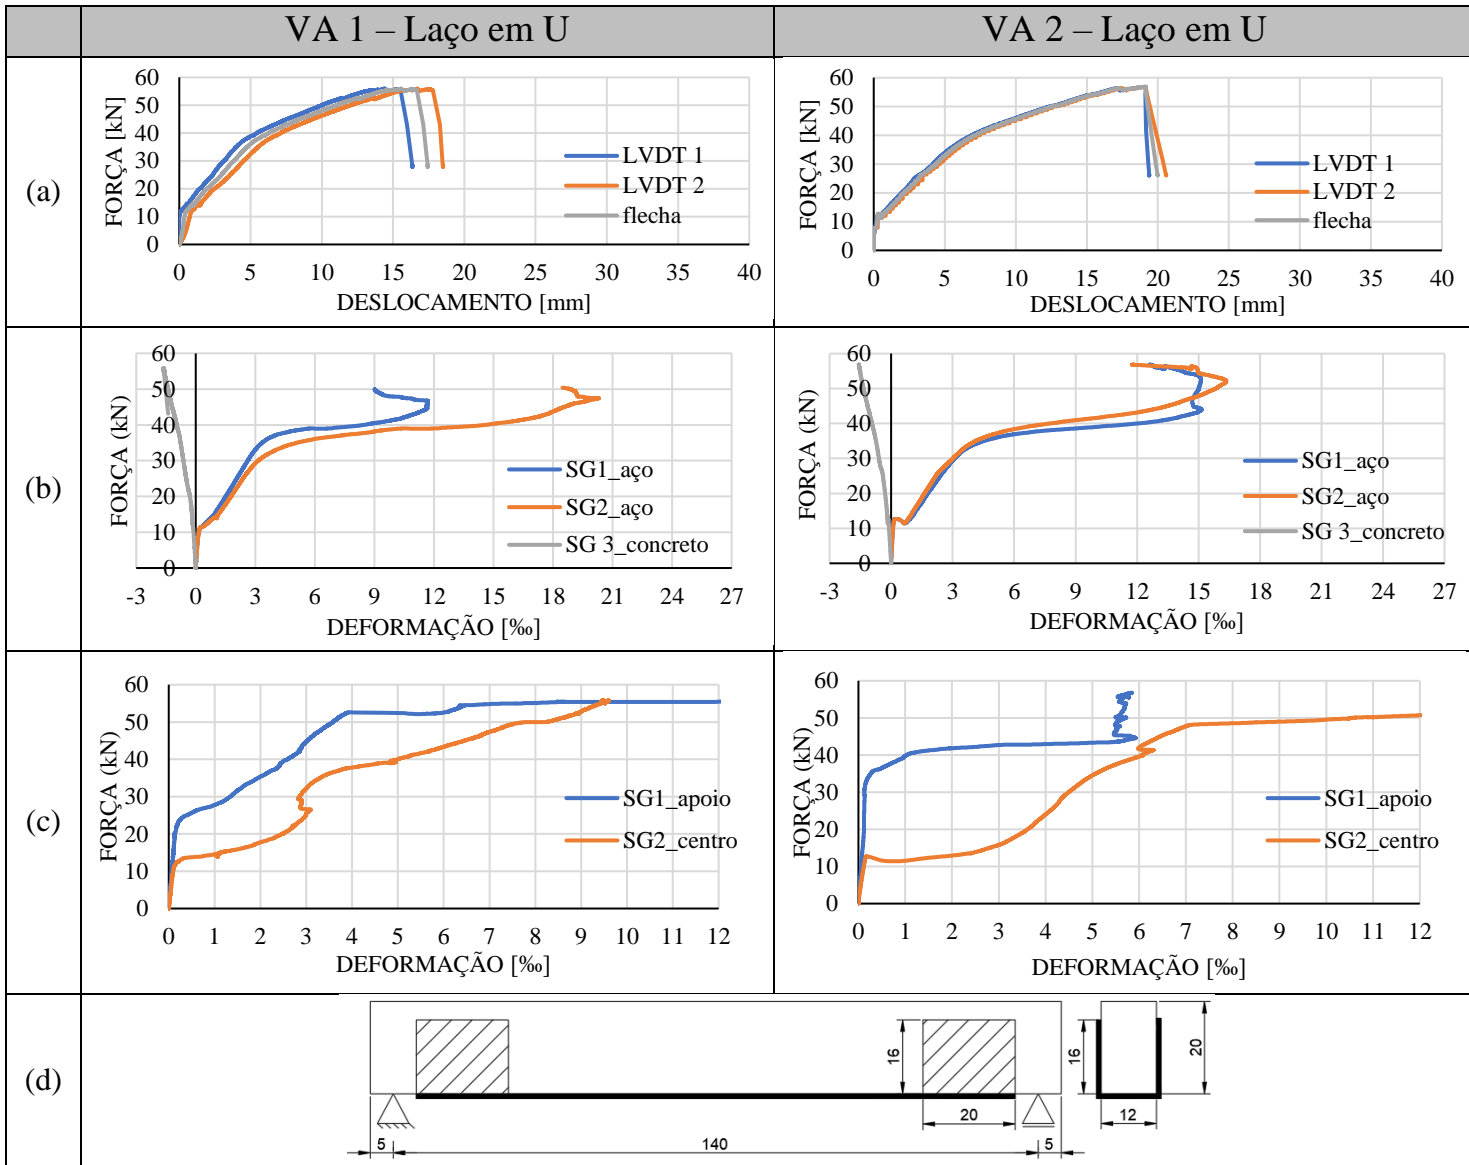 VA 1 – Laço em U
VA 2 – Laço em U
(a)
FORÇA [kN]
60
50
40
30
20
10
0
0 5 10 15 20 25 30 35 40
DESLOCAMENTO [mm]
LVDT 1
LVDT 2
flecha
FORÇA [kN]
60
50
40
30
20
10
0
0 5 10 15 20 25 30 35 40
DESLOCAMENTO [mm]
LVDT 1
LVDT 2
flecha
(b)
FORÇA (kN)
60
50
40
30
20
10
0
-3 0 3 6 9 12 15 18 21 24 27
DEFORMAÇÃO [‰]
SG1_aço
SG2_aço
SG 3_concreto
FORÇA (kN)
60
50
40
30
20
10
0
-3 0 3 6 9 12 15 18 21 24 27
DEFORMAÇÃO [‰]
SG1_aço
SG2_aço
SG 3_concreto
(c)
FORÇA (kN)
60
50
40
30
20
10
0
0 1 2 3 4 5 6 7 8 9 10 11 12
DEFORMAÇÃO [‰]
SG1_apoio
SG2_centro
FORÇA (kN)
60
50
40
30
20
10
0
0 1 2 3 4 5 6 7 8 9 10 11 12
DEFORMAÇÃO [‰]
SG1_apoio
SG2_centro
(d)
16
20
5
140
5
16
20
12